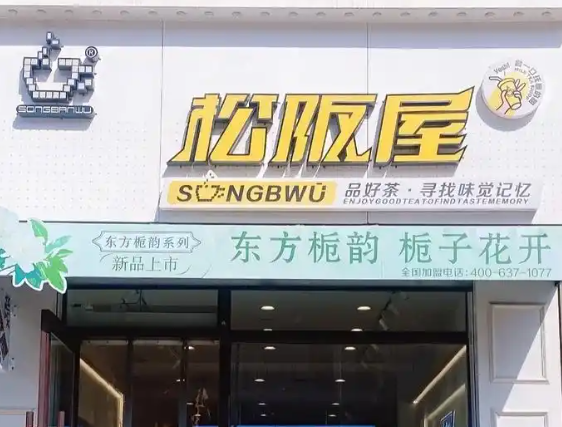 ®
SONGBANWU
松阪屋
Yeah!
SONGBWU
品好茶·寻找味觉记忆
ENJOYGOODTEATOFINDTASTEMEMORY
东方栀韵系列
新品上市
东方栀韵 栀子花开
全国加盟电话:400-637-1077